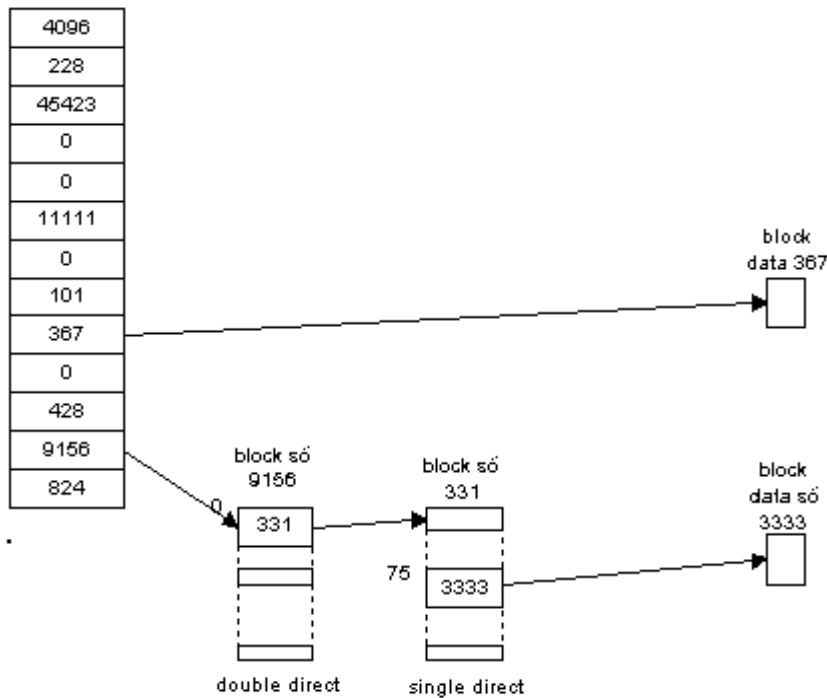 4096
228
45423
0
0
11111
0
101
367
0
428
9156
824
block
data 367
block số
9156
0
331
double direct
block số
331
75
3333
single direct
block
data số
3333